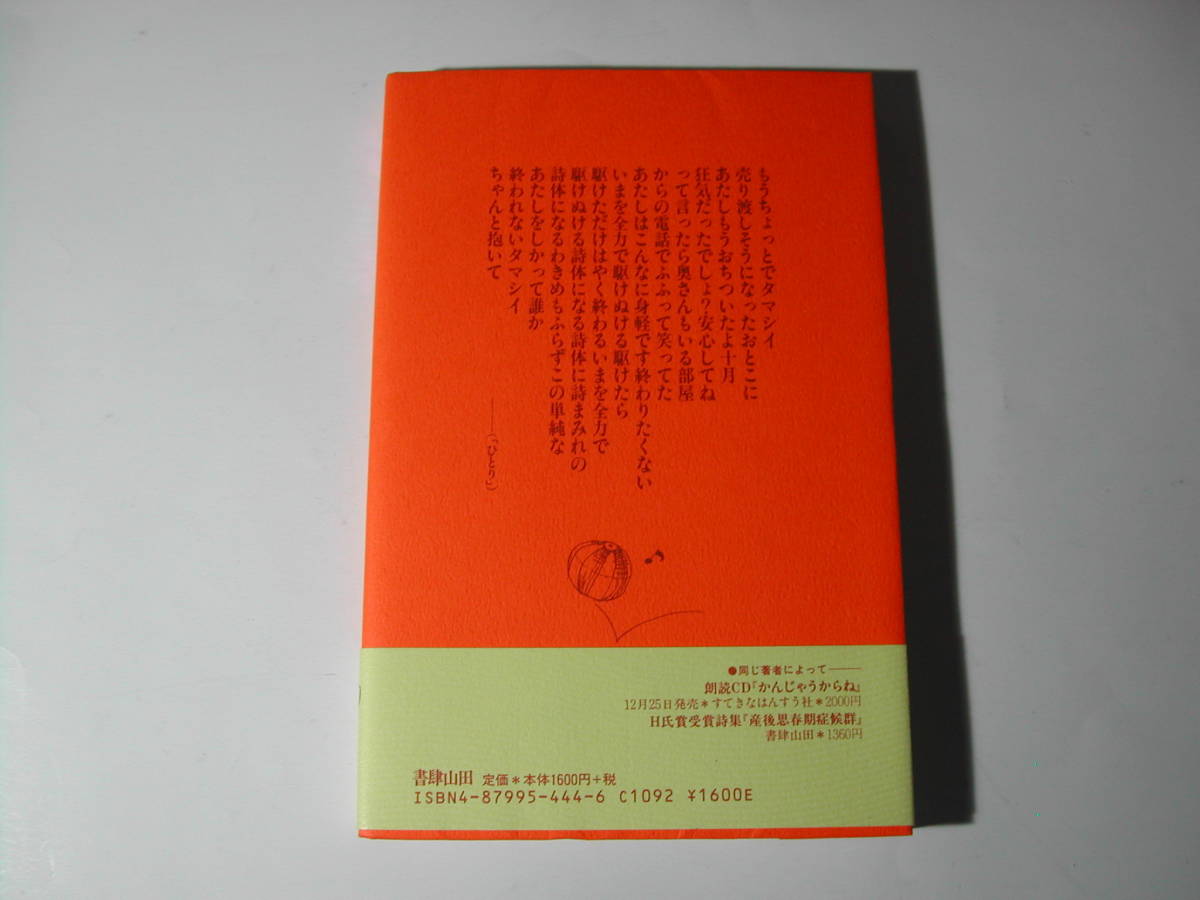 もうちょっとでタマシイ
売り渡しそうになったおとこに
あたしもうおちついたよ十月
狂気だったでしょ？安心してね
って言ったら奥さんもいる部屋
からの電話でふふって笑ってた
あたしはこんなに身軽です終わりたくない
いまを全力で駆けぬける駆けたら
駆けただけはやく終わるいまを全力で
駆けぬける詩体になる詩体に詩まみれの
詩体になるわきめもふらずこの単純な
あたしをしかって誰か
終われないタマシイ
ちゃんと抱いて
――（「ひとり」）
●同じ著者によって――
朗読CD『かんじゃうからね』
12月25日発売＊すてきなはんすう社＊2000円
H氏賞受賞詩集『産後思春期症候群』
書肆山田＊1360円
書肆山田 定価＊本体1600円＋税
ISBN4-87995-444-6 C1092 ¥1600E